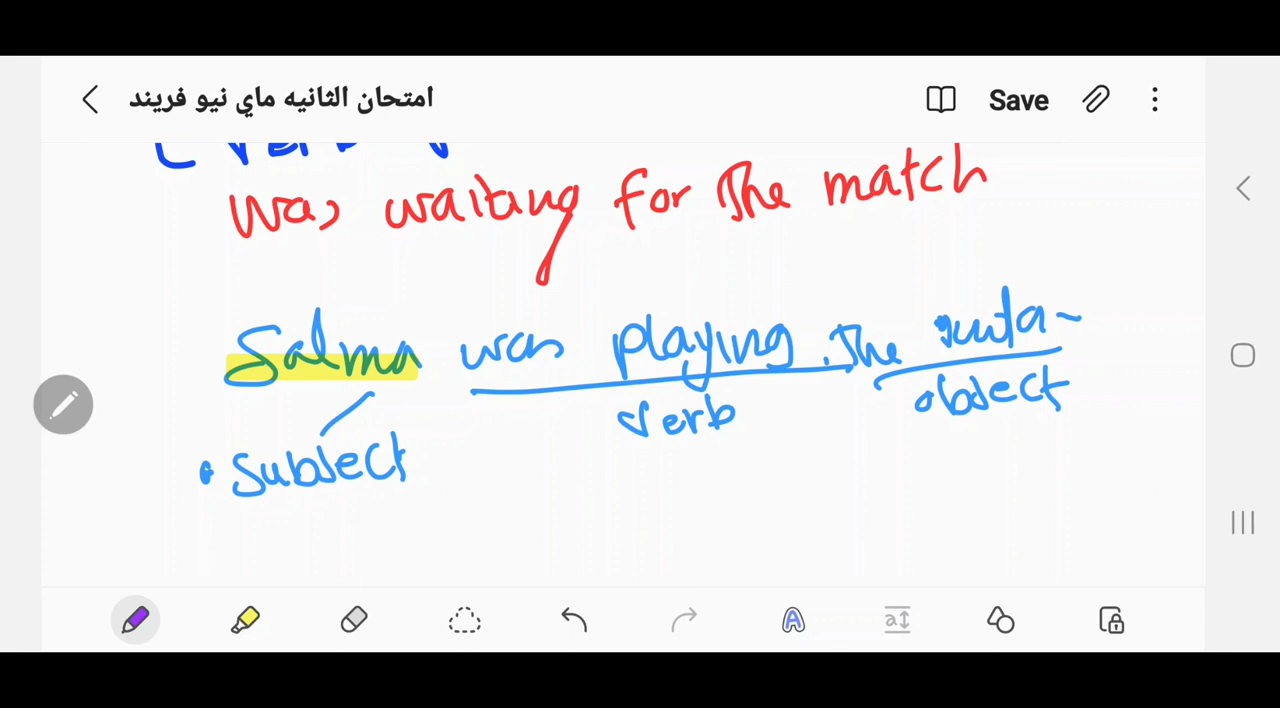 امتحان الثانيه ماي نيو فريند Save
was waiting for the match
Salma was playing the
verb object
subject